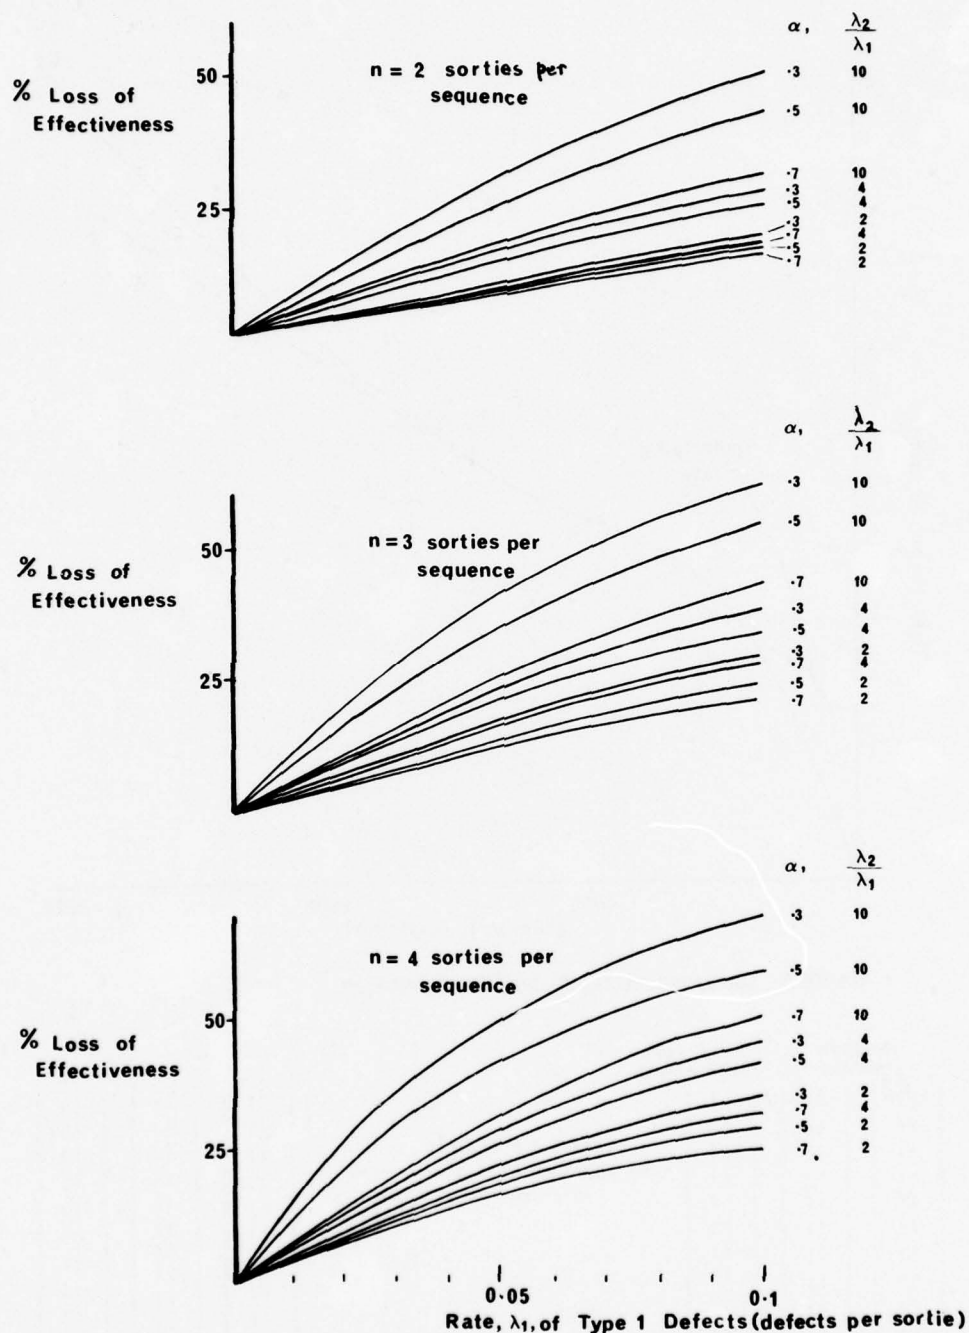 α, λ2/λ1
% Loss of
Effectiveness
n = 2 sorties per
sequence
50
25
·3 10
·5 10
·7 10
·3 4
·5 4
·3 2
·7 4
·5 2
·7 2
α, λ2/λ1
% Loss of
Effectiveness
n=3 sorties per
sequence
50
25
·3 10
·5 10
·7 10
·3 4
·5 4
·3 2
·7 4
·5 2
·7 2
α, λ2/λ1
% Loss of
Effectiveness
n= 4 sorties per
sequence
50
25
·3 10
·5 10
·7 10
·3 4
·5 4
·3 2
·7 4
·5 2
·7 2
0·05 0·1
Rate, λ1, of Type 1 Defects (defects per sortie)